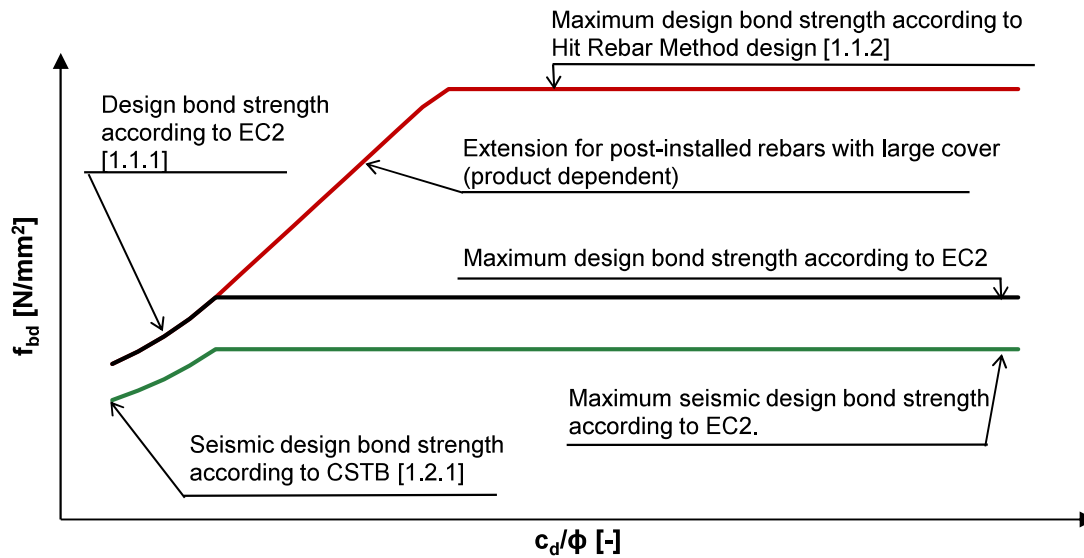 Maximum design bond strength according to
Hit Rebar Method design [1.1.2]
Design bond strength
according to EC2
[1.1.1]
Extension for post-installed rebars with large cover
(product dependent)
Maximum design bond strength according to EC2
f_bd [N/mm²]
Maximum seismic design bond strength
according to EC2.
Seismic design bond strength
according to CSTB [1.2.1]
c_d/ϕ [-]